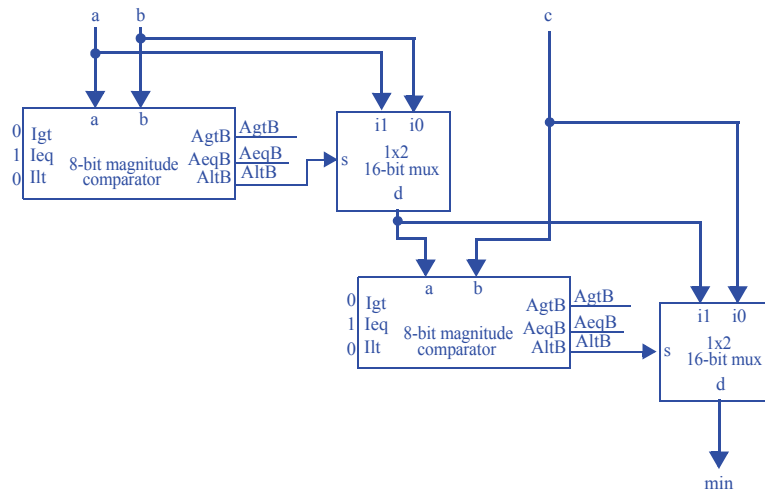 a b c
a b
0 Igt AgtB AgtB
1 Ieq 8-bit magnitude AeqB AeqB
0 Ilt comparator AltB AltB
i1 i0
s 1x2
16-bit mux
d
a b
0 Igt AgtB AgtB
1 Ieq 8-bit magnitude AeqB AeqB
0 Ilt comparator AltB AltB
i1 i0
s 1x2
16-bit mux
d
min